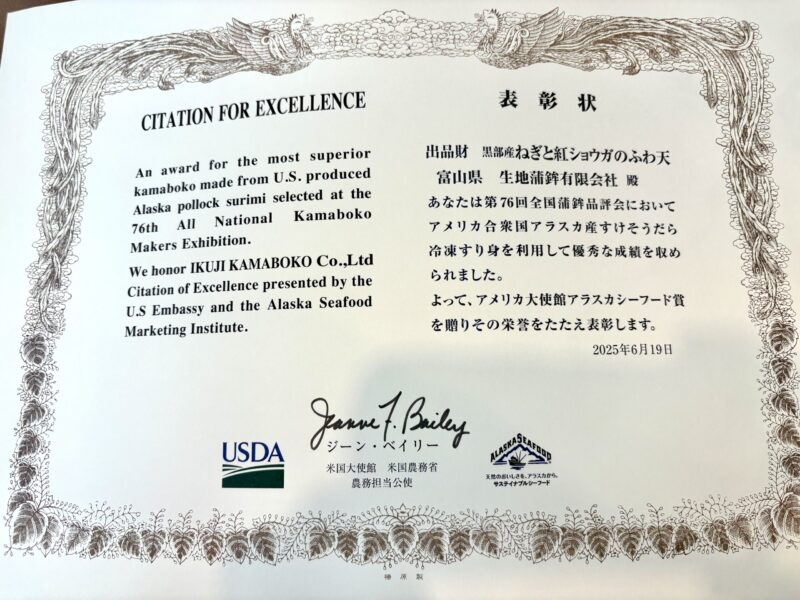 CITATION FOR EXCELLENCE
An award for the most superior
kamaboko made from U.S. produced
Alaska pollock surimi selected at the
76th All National Kamaboko
Makers Exhibition.
We honor IKUJI KAMABOKO Co.,Ltd
Citation of Excellence presented by the
U.S Embassy and the Alaska Seafood
Marketing Institute.
表彰状
出品財 黒部産ねぎと紅ショウガのふわ天
富山県 生地蒲鉾有限会社 殿
あなたは第76回全国蒲鉾品評会において
アメリカ合衆国アラスカ産すけそうだら
冷凍すり身を利用して優秀な成績を収め
られました。
よって、アメリカ大使館アラスカシーフード賞
を贈りその栄誉をたたえ表彰します。
2025年6月19日
Jeanne F. Bailey
ジーン・ベイリー
米国大使館 米国農務省
農務担当公使
USDA
ALASKA SEAFOOD
天然のおいしさを、アラスカから。
サステイナブルシーフード
榛原製